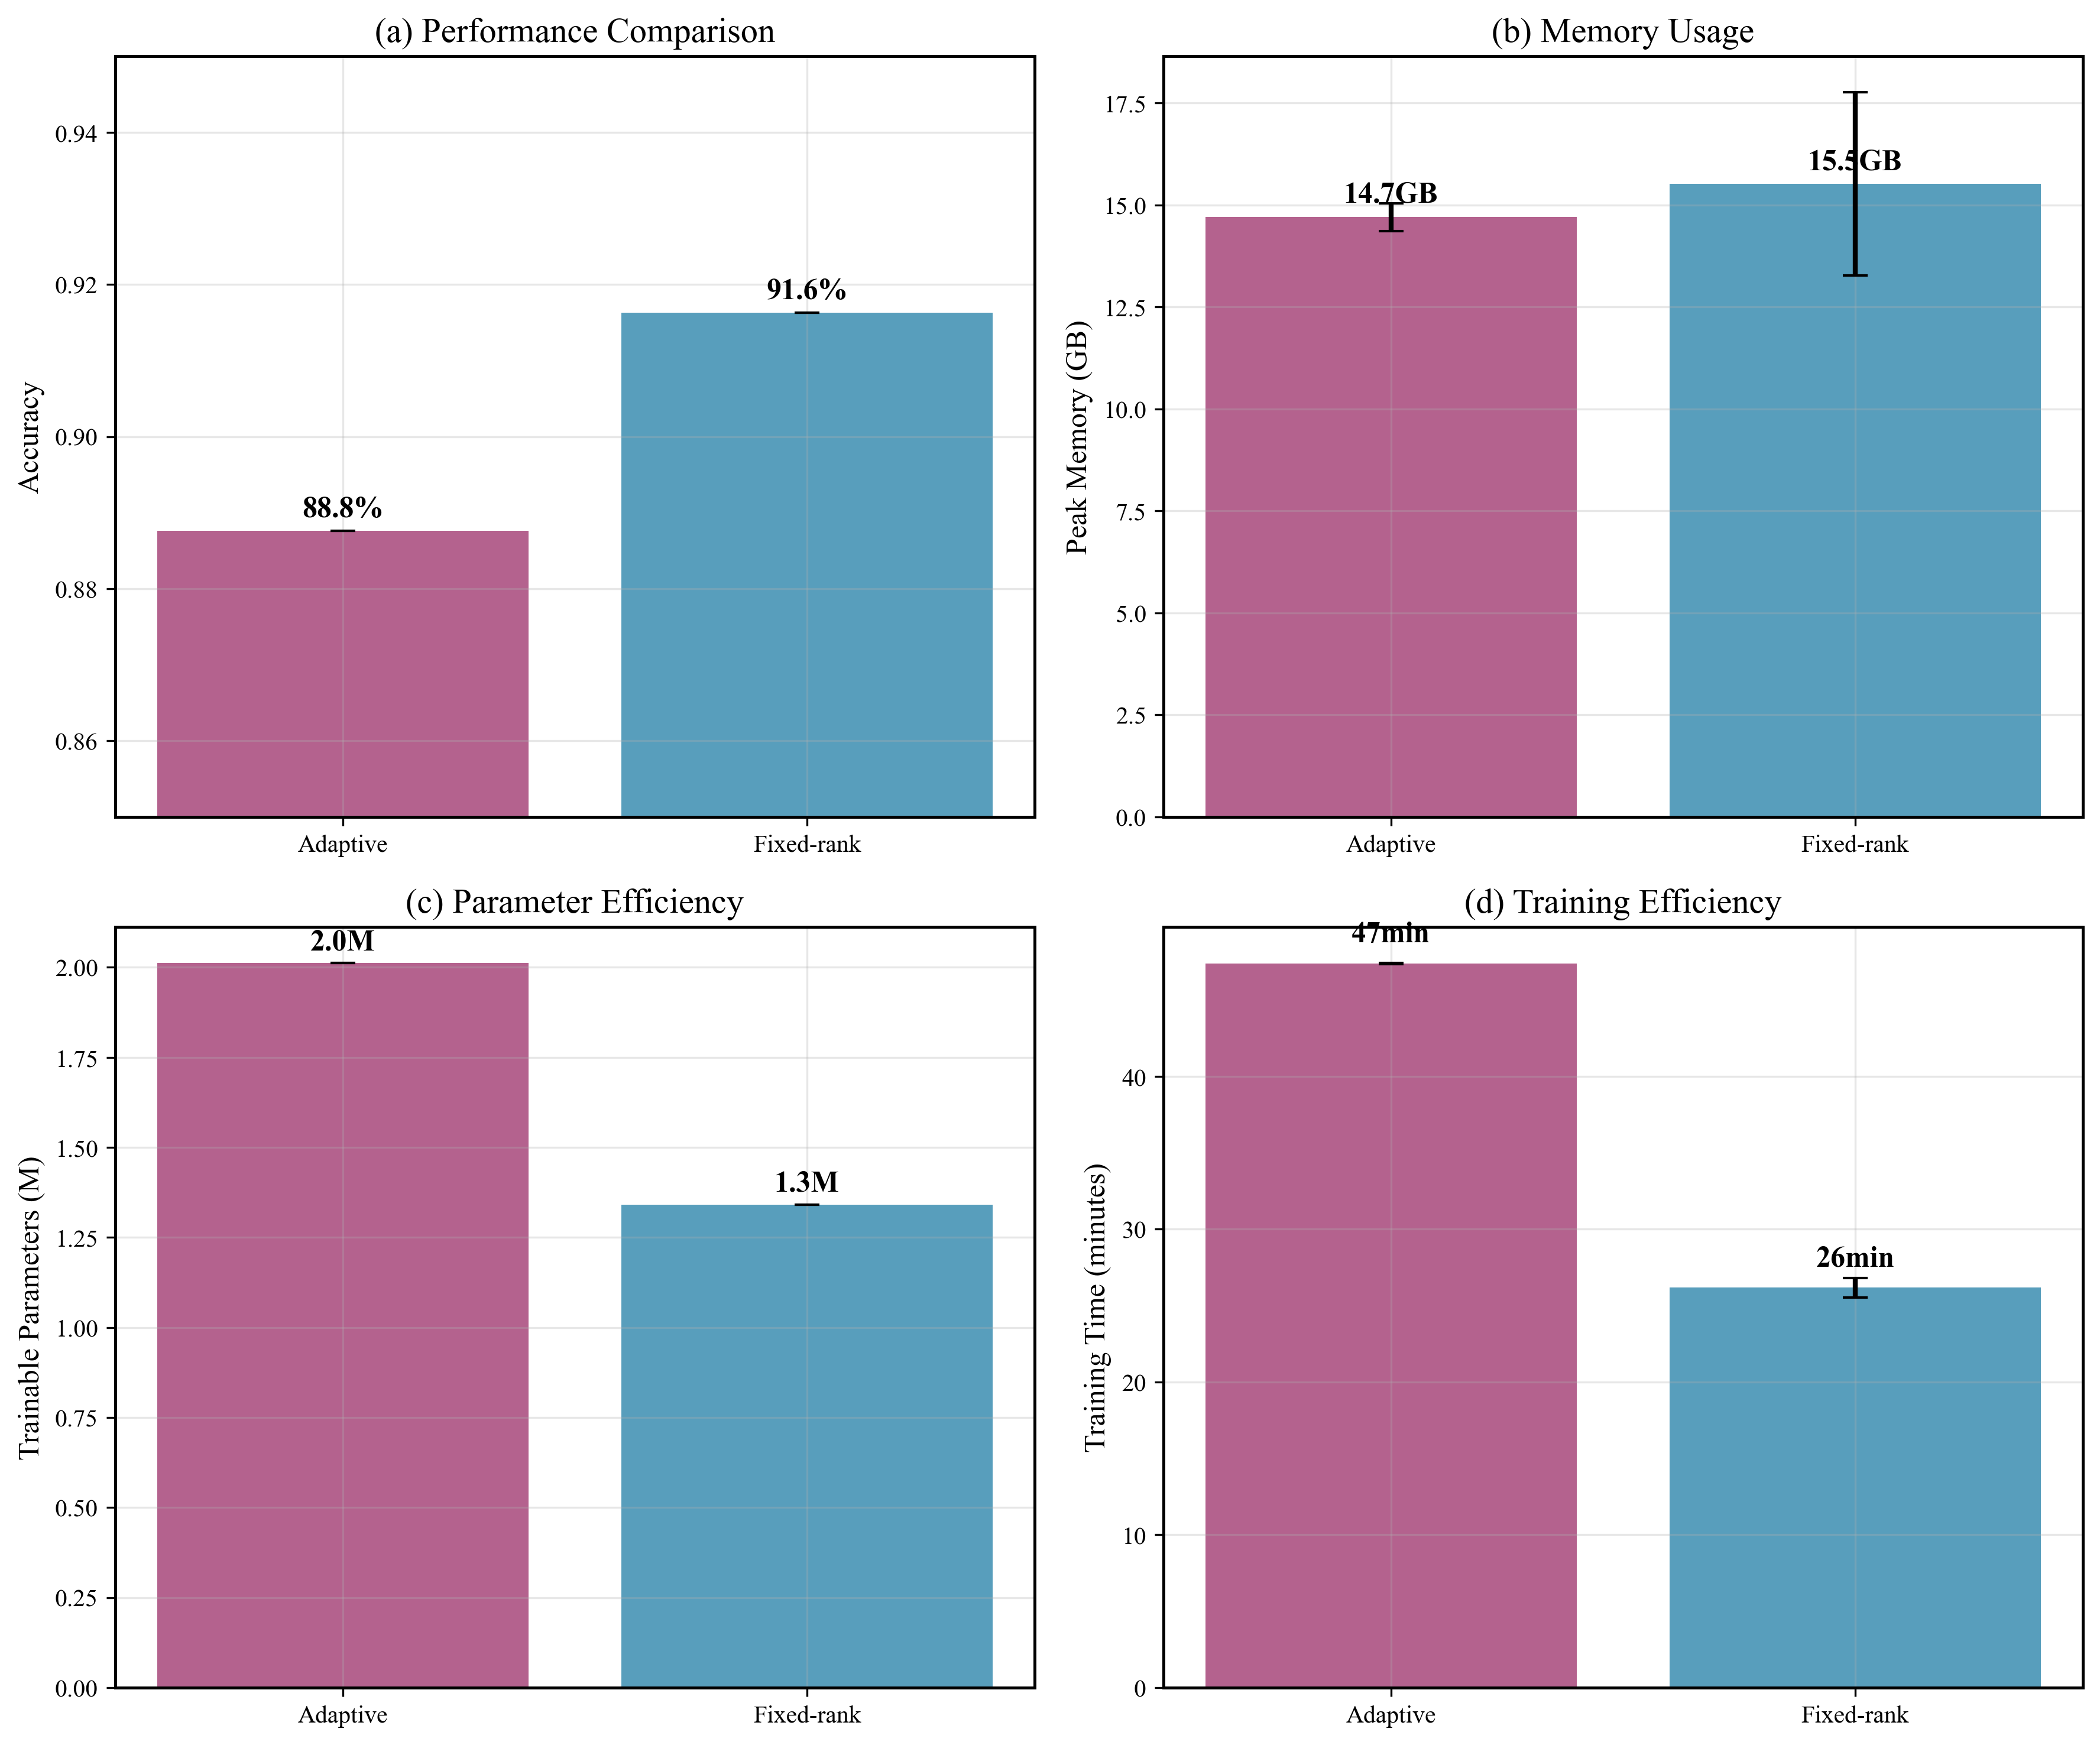 (a) Performance Comparison
Accuracy
0.94
0.92
0.90
0.88
0.86
88.8%
91.6%
Adaptive
Fixed-rank
(b) Memory Usage
Peak Memory (GB)
17.5
15.0
12.5
10.0
7.5
5.0
2.5
0.0
14.7GB
15.5GB
Adaptive
Fixed-rank
(c) Parameter Efficiency
Trainable Parameters (M)
2.00
1.75
1.50
1.25
1.00
0.75
0.50
0.25
0.00
2.0M
1.3M
Adaptive
Fixed-rank
(d) Training Efficiency
Training Time (minutes)
40
30
20
10
0
47min
26min
Adaptive
Fixed-rank